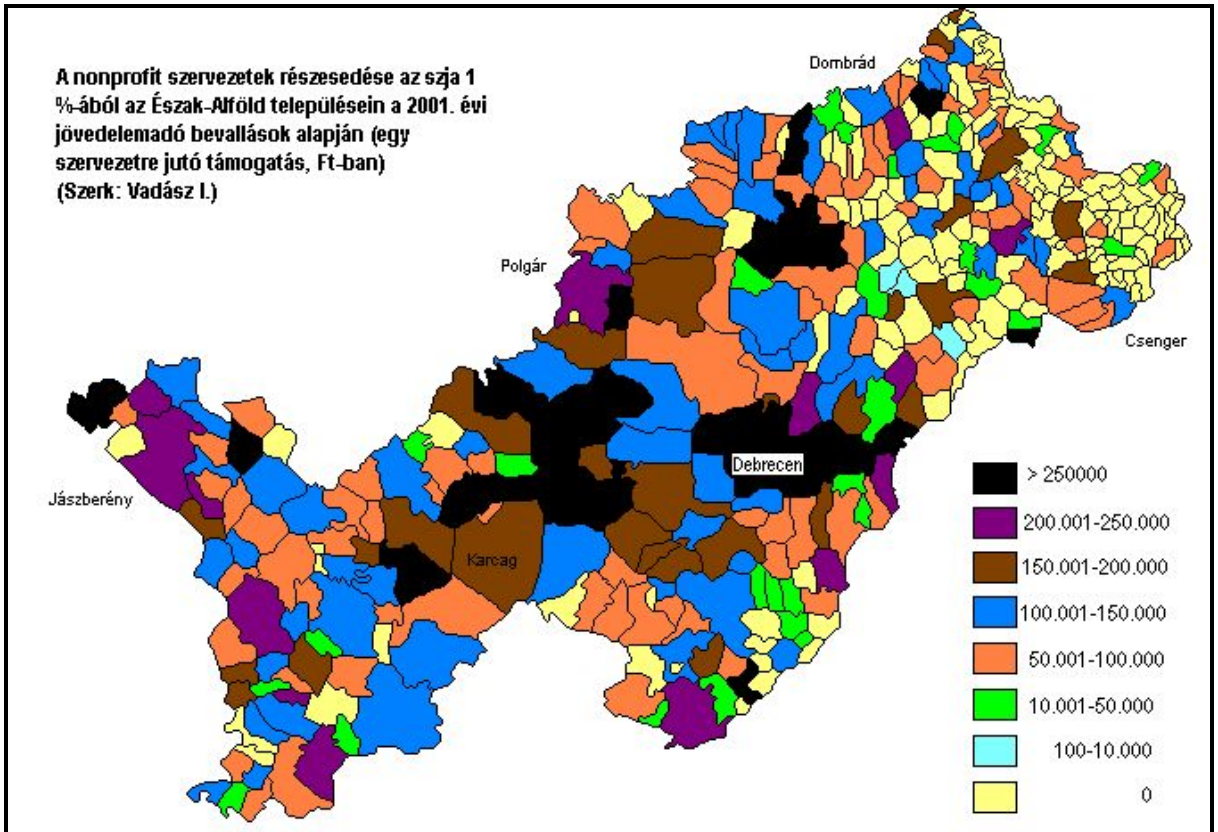 A nonprofit szervezetek részesedése az szja 1
%-ából az Észak-Alföld településein a 2001. évi
jövedelemadó bevallások alapján (egy
szervezetre jutó támogatás, Ft-ban)
(Szerk: Vadász I.)
Dombrád
Polgár
Csenger
Jászberény
Debrecen
Karcag
> 250000
200.001-250.000
150.001-200.000
100.001-150.000
50.001-100.000
10.001-50.000
100-10.000
0